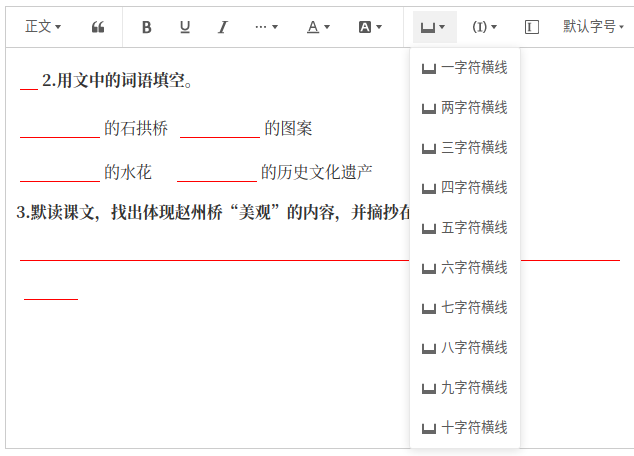 正文 “ B U I ... A A (I) I 默认字号
__ 2.用文中的词语填空。
________ 的石拱桥 ________ 的图案
________ 的水花 ________ 的历史文化遗产
3.默读课文，找出体现赵州桥“美观”的内容，并摘抄在
一字符横线
两字符横线
三字符横线
四字符横线
五字符横线
六字符横线
七字符横线
八字符横线
九字符横线
十字符横线